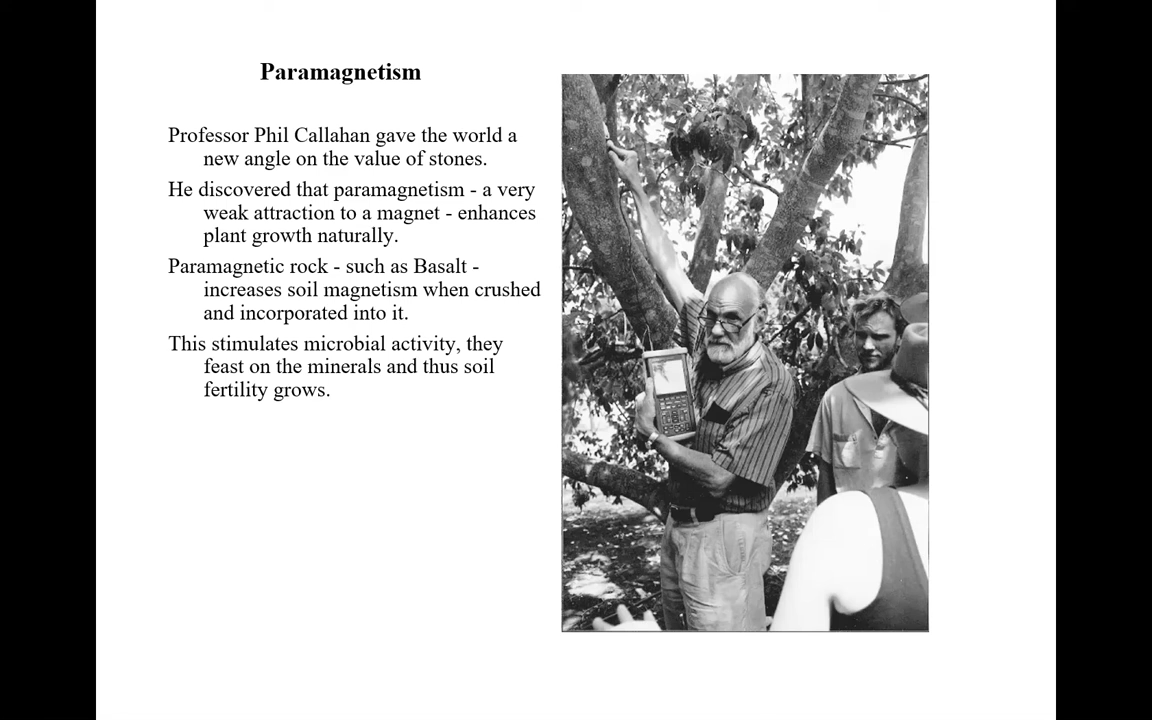 Paramagnetism
Professor Phil Callahan gave the world a
new angle on the value of stones.
He discovered that paramagnetism - a very
weak attraction to a magnet - enhances
plant growth naturally.
Paramagnetic rock - such as Basalt -
increases soil magnetism when crushed
and incorporated into it.
This stimulates microbial activity, they
feast on the minerals and thus soil
fertility grows.